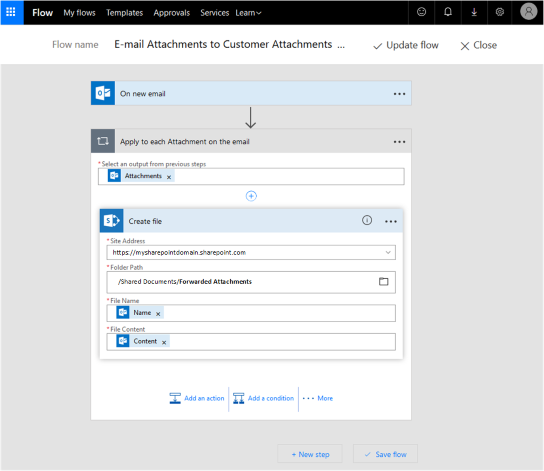 Flow My flows Templates Approvals Services Learn
Flow name E-mail Attachments to Customer Attachments ... Update flow Close
On new email
Apply to each Attachment on the email
* Select an output from previous steps
Attachments x
* Site Address
Create file
https://mysharepointdomain.sharepoint.com
* Folder Path
/Shared Documents/Forwarded Attachments
* File Name
Name x
* File Content
Content x
Add an action Add a condition ... More
+ New step Save flow